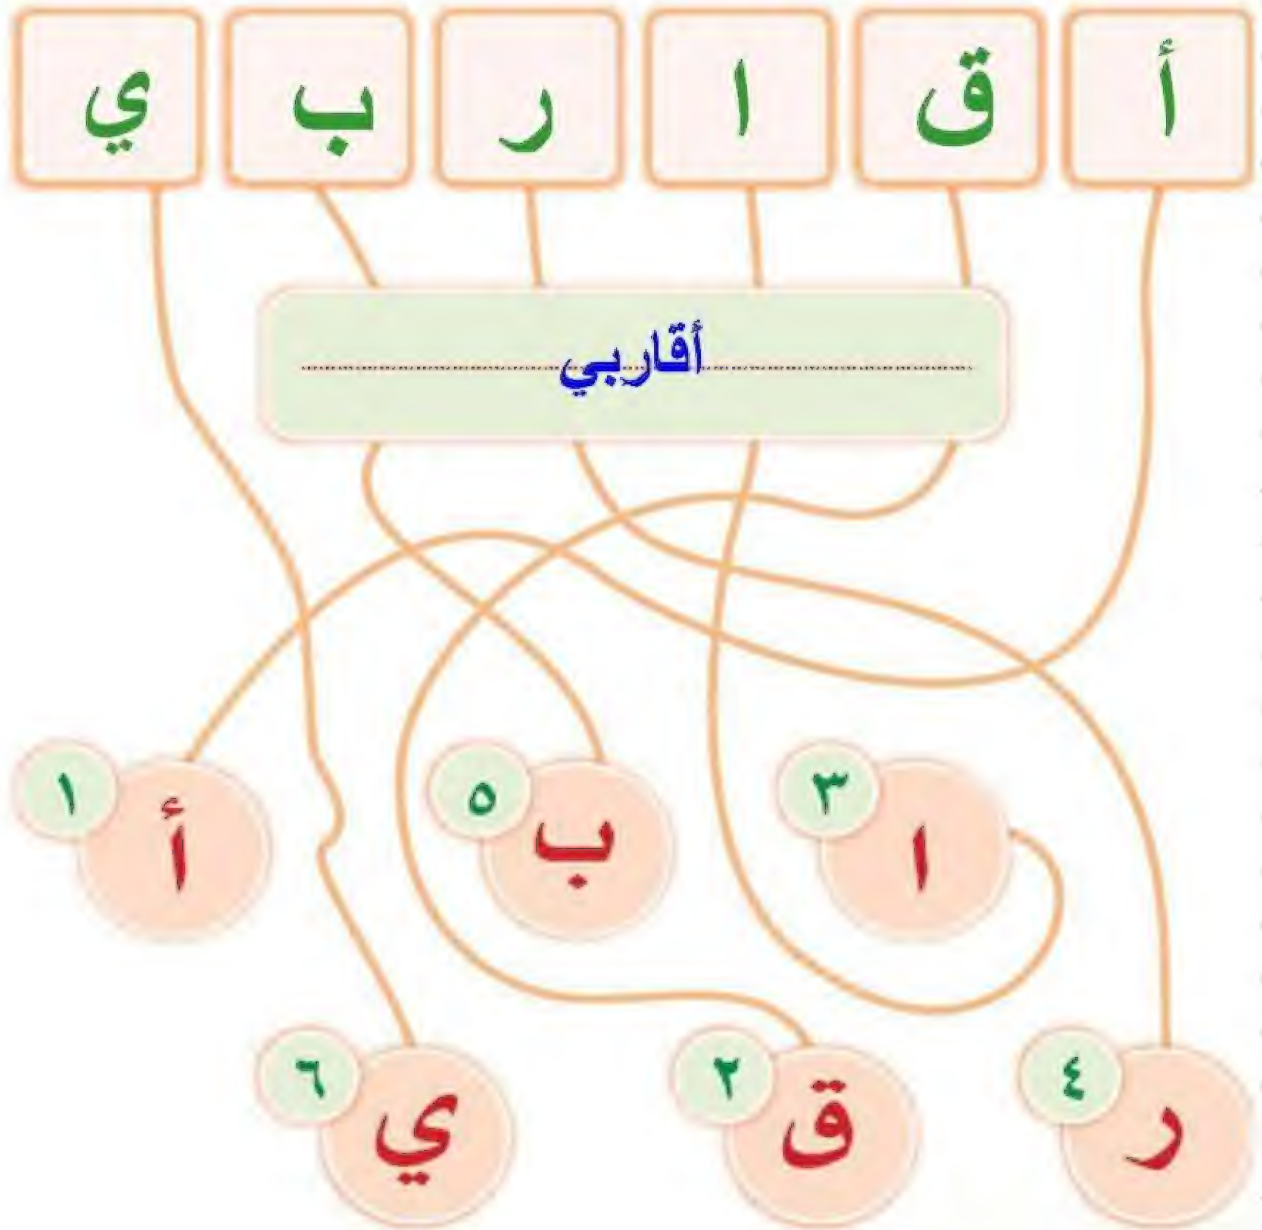 أ ق ا ر ب ي
أقاربي
٣ ا
٥ ب
١ أ
٤ ر
٢ ق
٦ ي